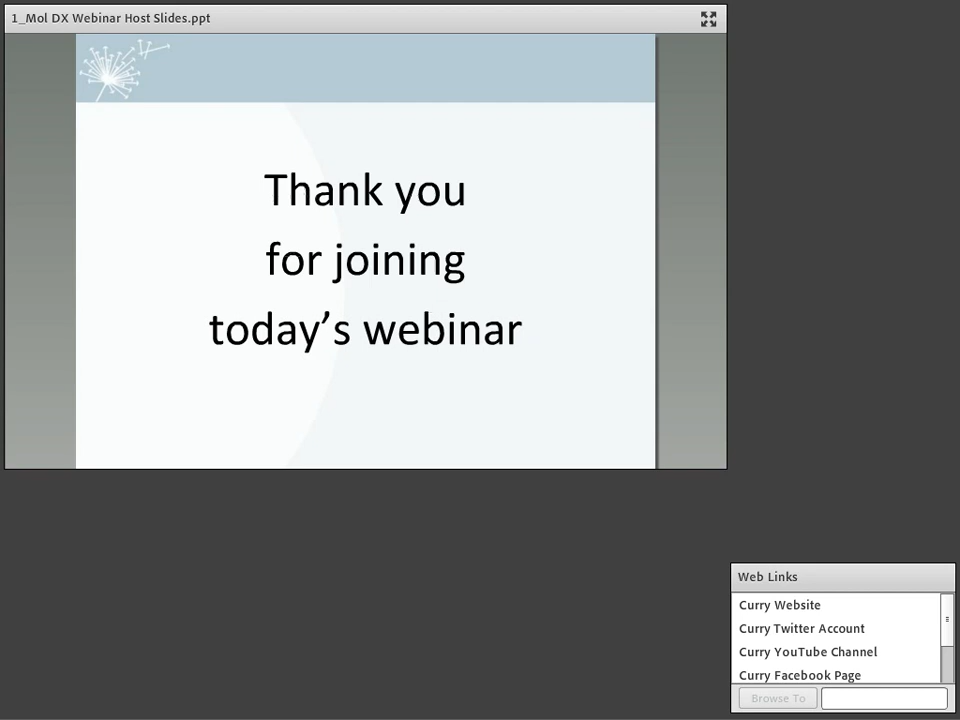 1_Mol DX Webinar Host Slides.ppt
Thank you
for joining
today’s webinar
Web Links
Curry Website
Curry Twitter Account
Curry YouTube Channel
Curry Facebook Page
Browse To